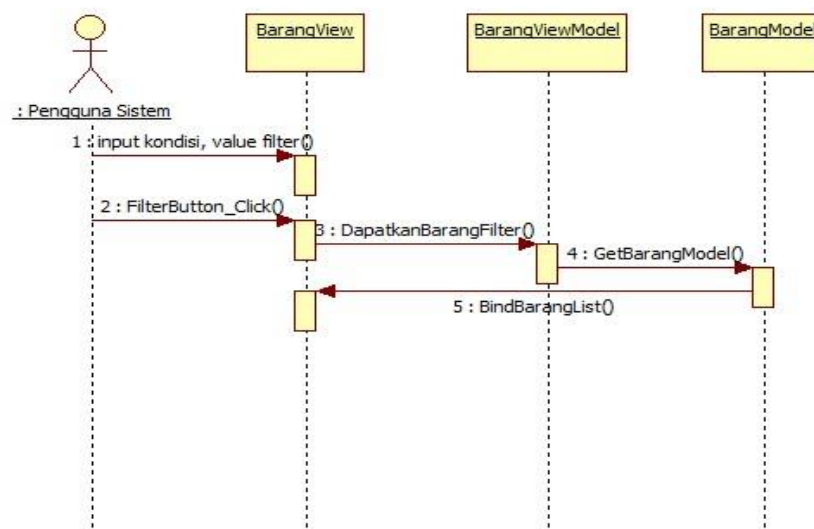 BarangView
BarangViewModel
BarangModel
: Pengguna Sistem
1 : input kondisi, value filter()
2 : FilterButton_Click()
3 : DapatkanBarangFilter()
4 : GetBarangModel()
5 : BindBarangList()